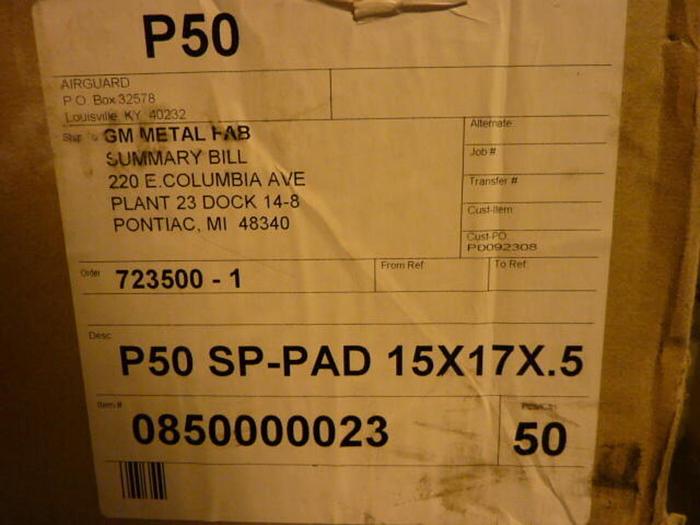 P50
AIRGUARD
P.O. Box 32578
Louisville, KY 40232
Ship To GM METAL FAB
SUMMARY BILL
220 E.COLUMBIA AVE
PLANT 23 DOCK 14-8
PONTIAC, MI 48340
Alternate:
Job #
Transfer #
Cust-Item:
Cust-PO:
PD092308
Order 723500 - 1
From Ref:
To Ref:
Desc
P50 SP-PAD 15X17X.5
Item #
0850000023
50